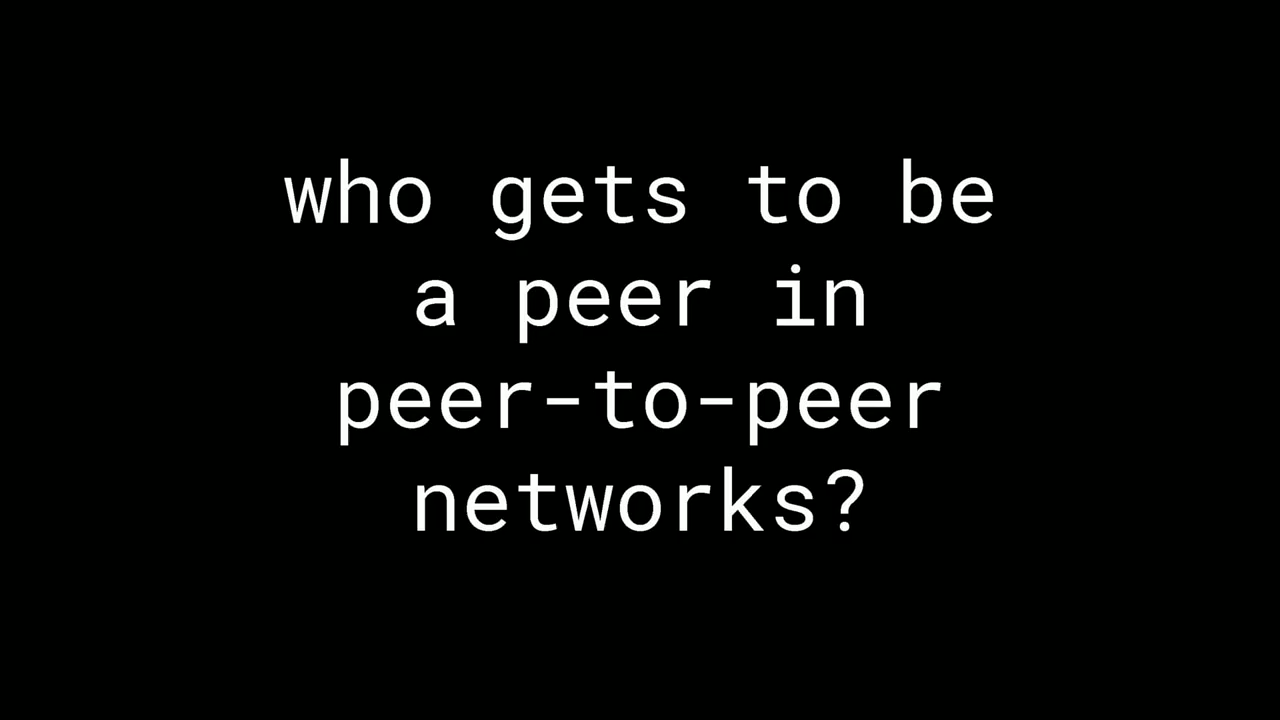 who gets to be
a peer in
peer-to-peer
networks?